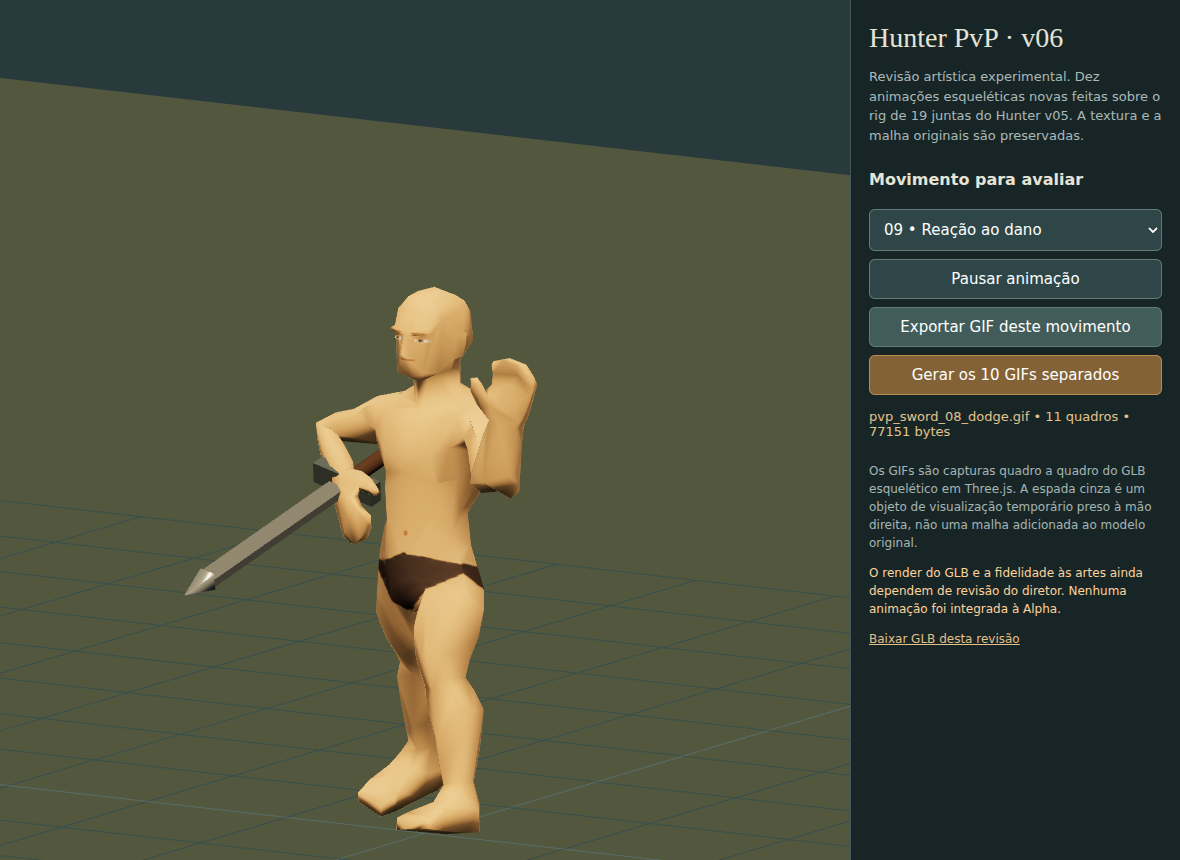 Hunter PvP · v06
Revisão artística experimental. Dez
animações esqueléticas novas feitas sobre o
rig de 19 juntas do Hunter v05. A textura e a
malha originais são preservadas.
Movimento para avaliar
09 • Reação ao dano
Pausar animação
Exportar GIF deste movimento
Gerar os 10 GIFs separados
pvp_sword_08_dodge.gif • 11 quadros •
77151 bytes
Os GIFs são capturas quadro a quadro do GLB
esquelético em Three.js. A espada cinza é um
objeto de visualização temporário preso à mão
direita, não uma malha adicionada ao modelo
original.
O render do GLB e a fidelidade às artes ainda
dependem de revisão do diretor. Nenhuma
animação foi integrada à Alpha.
Baixar GLB desta revisão